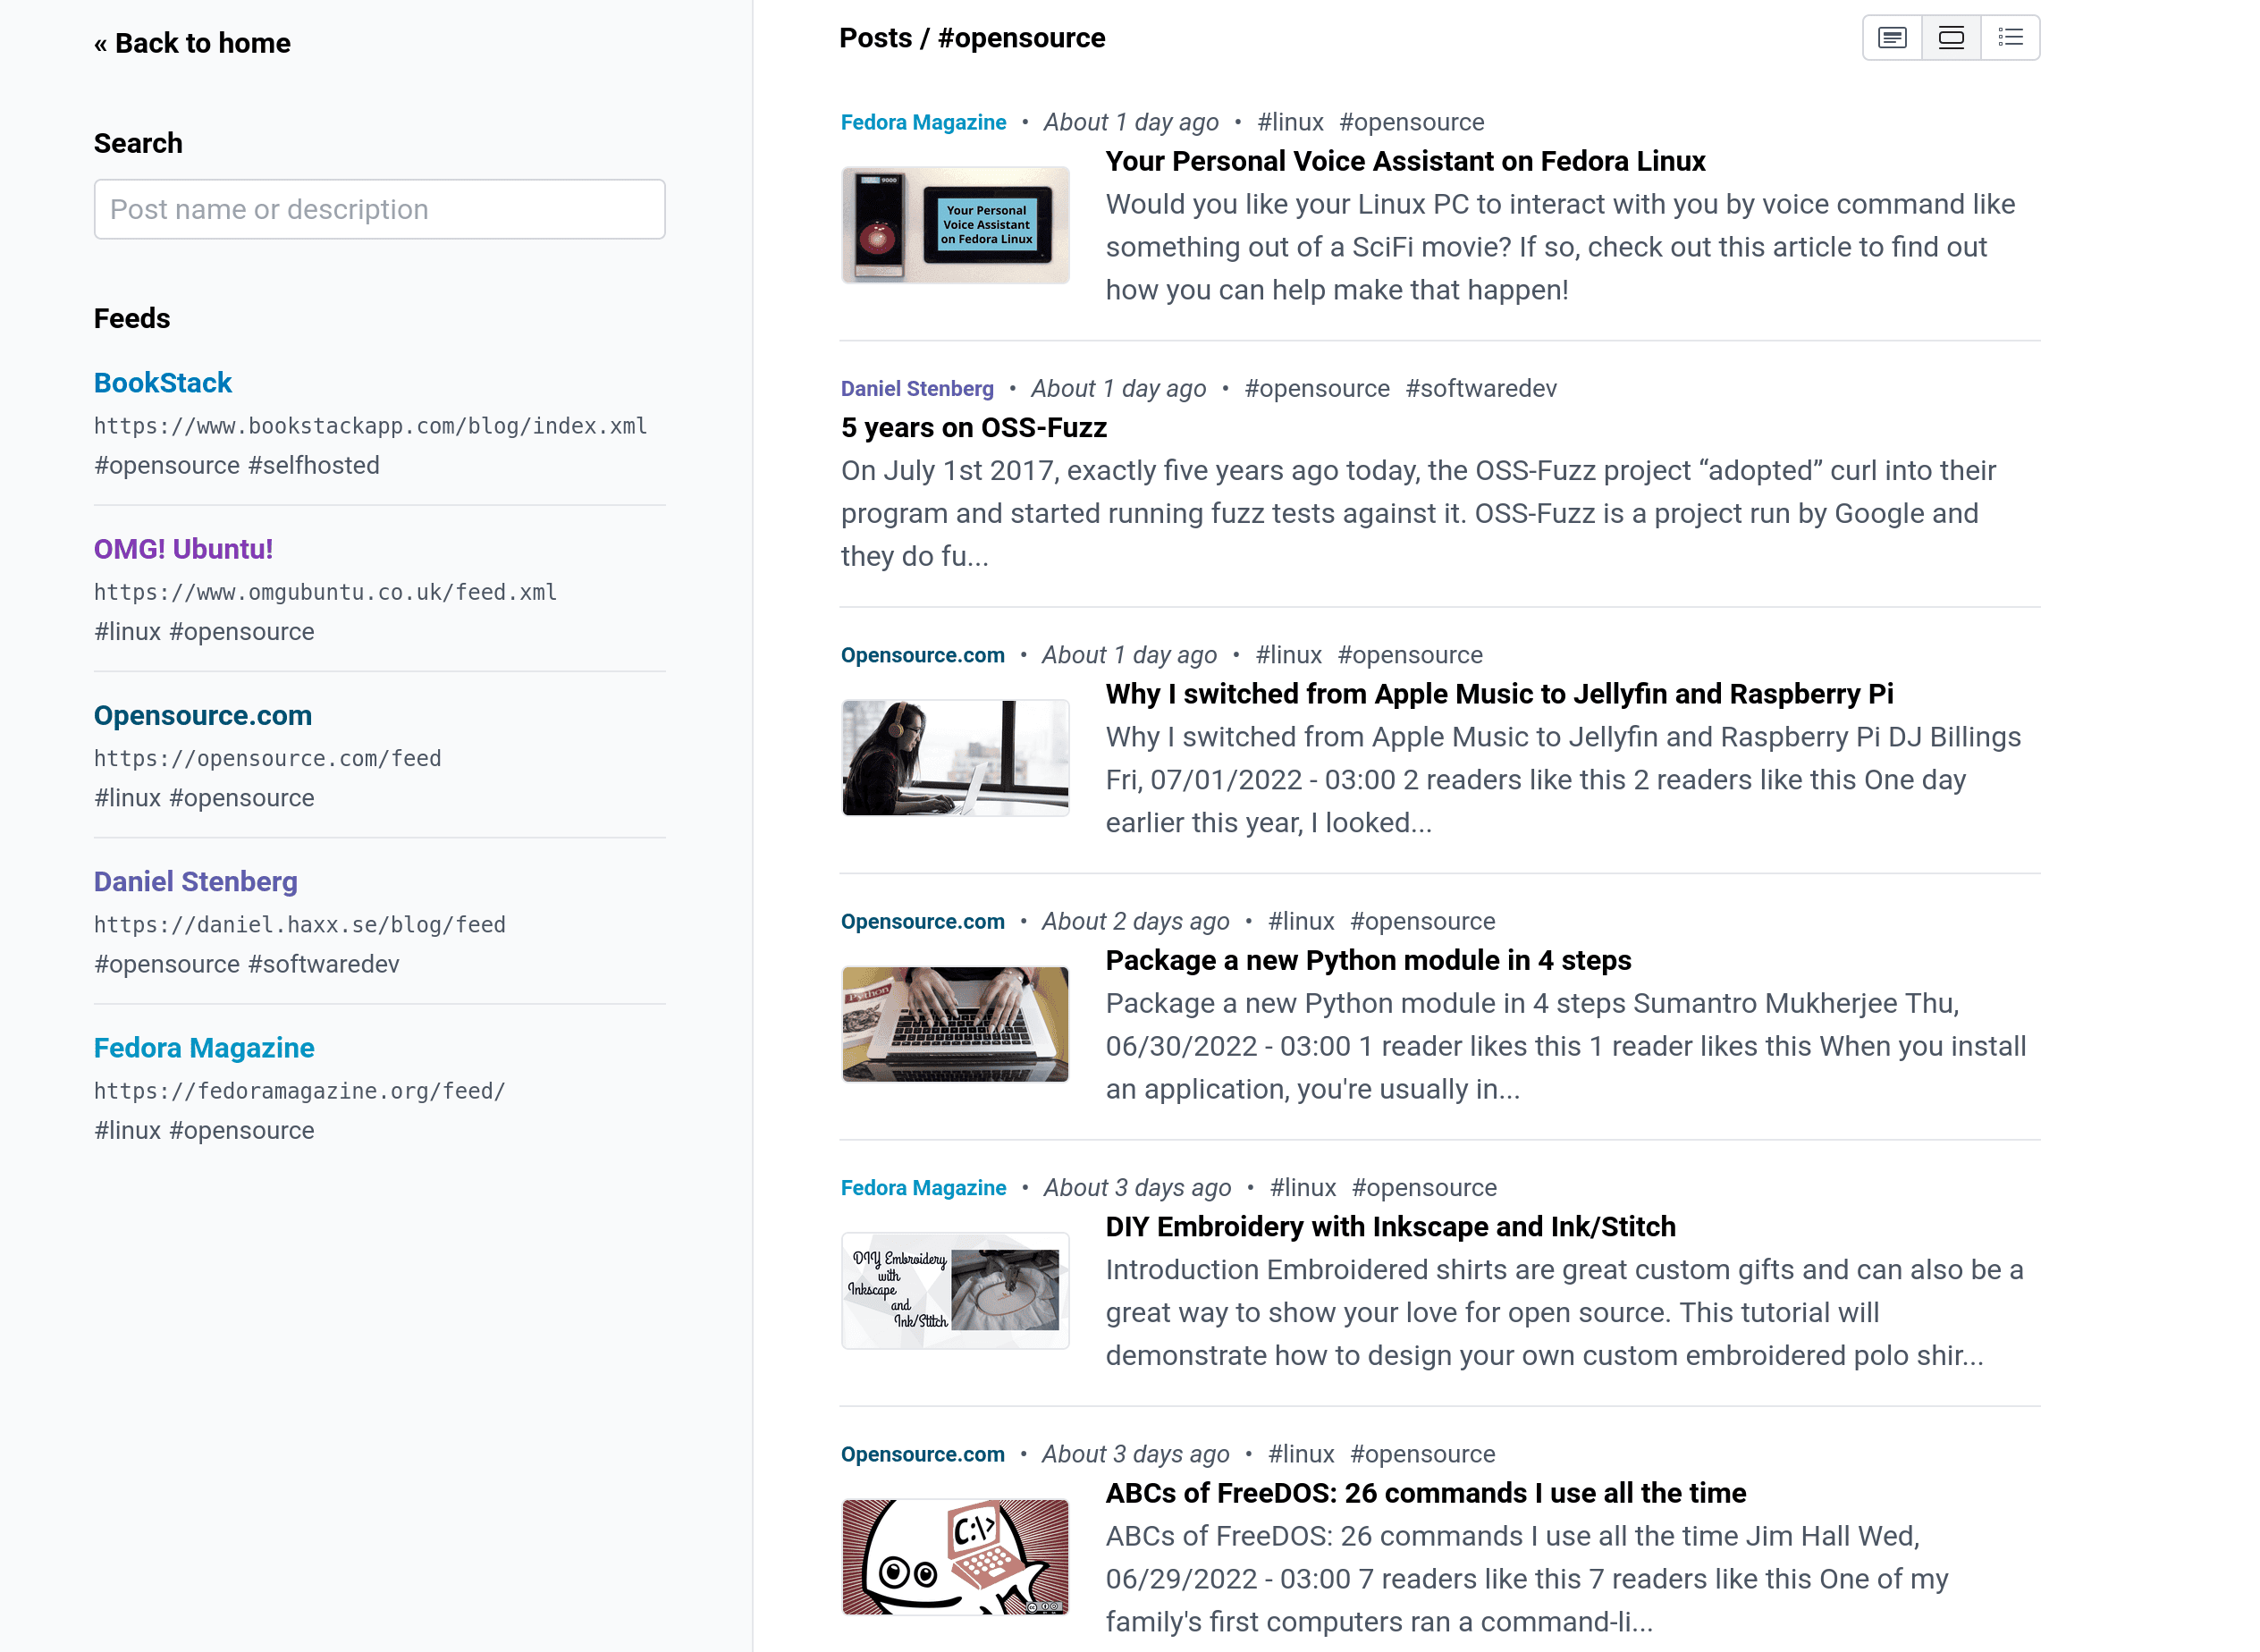 « Back to home
Search
Post name or description
Feeds
BookStack
https://www.bookstackapp.com/blog/index.xml
#opensource #selfhosted
OMG! Ubuntu!
https://www.omgubuntu.co.uk/feed.xml
#linux #opensource
Opensource.com
https://opensource.com/feed
#linux #opensource
Daniel Stenberg
https://daniel.haxx.se/blog/feed
#opensource #softwaredev
Fedora Magazine
https://fedoramagazine.org/feed/
#linux #opensource
Posts / #opensource
Fedora Magazine • About 1 day ago • #linux #opensource
9000
Your Personal
Voice Assistant
on Fedora Linux
Your Personal Voice Assistant on Fedora Linux
Would you like your Linux PC to interact with you by voice command like
something out of a SciFi movie? If so, check out this article to find out
how you can help make that happen!
Daniel Stenberg • About 1 day ago • #opensource #softwaredev
5 years on OSS-Fuzz
On July 1st 2017, exactly five years ago today, the OSS-Fuzz project “adopted” curl into their
program and started running fuzz tests against it. OSS-Fuzz is a project run by Google and
they do fu...
Opensource.com • About 1 day ago • #linux #opensource
Why I switched from Apple Music to Jellyfin and Raspberry Pi
Why I switched from Apple Music to Jellyfin and Raspberry Pi DJ Billings
Fri, 07/01/2022 - 03:00 2 readers like this 2 readers like this One day
earlier this year, I looked...
Opensource.com • About 2 days ago • #linux #opensource
Python
Package a new Python module in 4 steps
Package a new Python module in 4 steps Sumantro Mukherjee Thu,
06/30/2022 - 03:00 1 reader likes this 1 reader likes this When you install
an application, you're usually in...
Fedora Magazine • About 3 days ago • #linux #opensource
DIY Embroidery
with
Inkscape
and
Ink/Stitch
DIY Embroidery with Inkscape and Ink/Stitch
Introduction Embroidered shirts are great custom gifts and can also be a
great way to show your love for open source. This tutorial will
demonstrate how to design your own custom embroidered polo shir...
Opensource.com • About 3 days ago • #linux #opensource
C:\>
ABCs of FreeDOS: 26 commands I use all the time
ABCs of FreeDOS: 26 commands I use all the time Jim Hall Wed,
06/29/2022 - 03:00 7 readers like this 7 readers like this One of my
family's first computers ran a command-li...